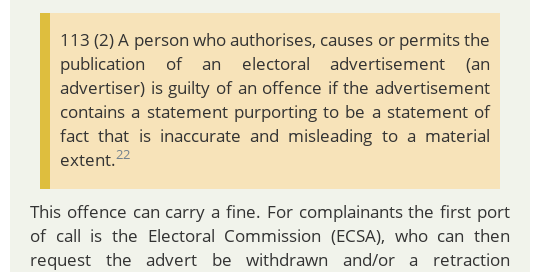 113 (2) A person who authorises, causes or permits the
publication of an electoral advertisement (an
advertiser) is guilty of an offence if the advertisement
contains a statement purporting to be a statement of
fact that is inaccurate and misleading to a material
extent.22
This offence can carry a fine. For complainants the first port
of call is the Electoral Commission (ECSA), who can then
request the advert be withdrawn and/or a retraction